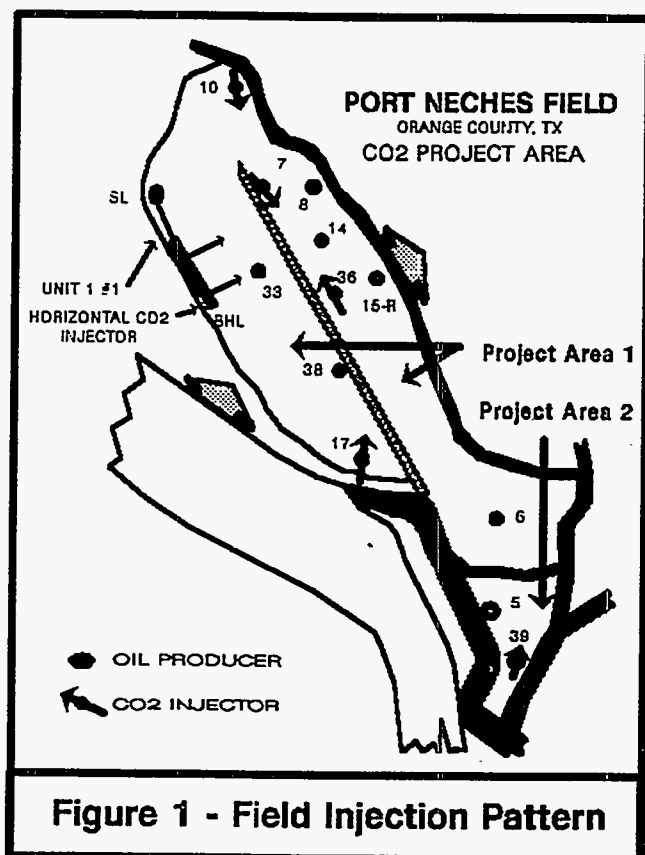 PORT NECHES FIELD
ORANGE COUNTY, TX
CO2 PROJECT AREA
10
7
8
SL
14
UNIT 1 #1
33
36
15-R
HORIZONTAL CO2
INJECTOR
BHL
Project Area 1
38
Project Area 2
17
6
5
39
OIL PRODUCER
CO2 INJECTOR
Figure 1 - Field Injection Pattern